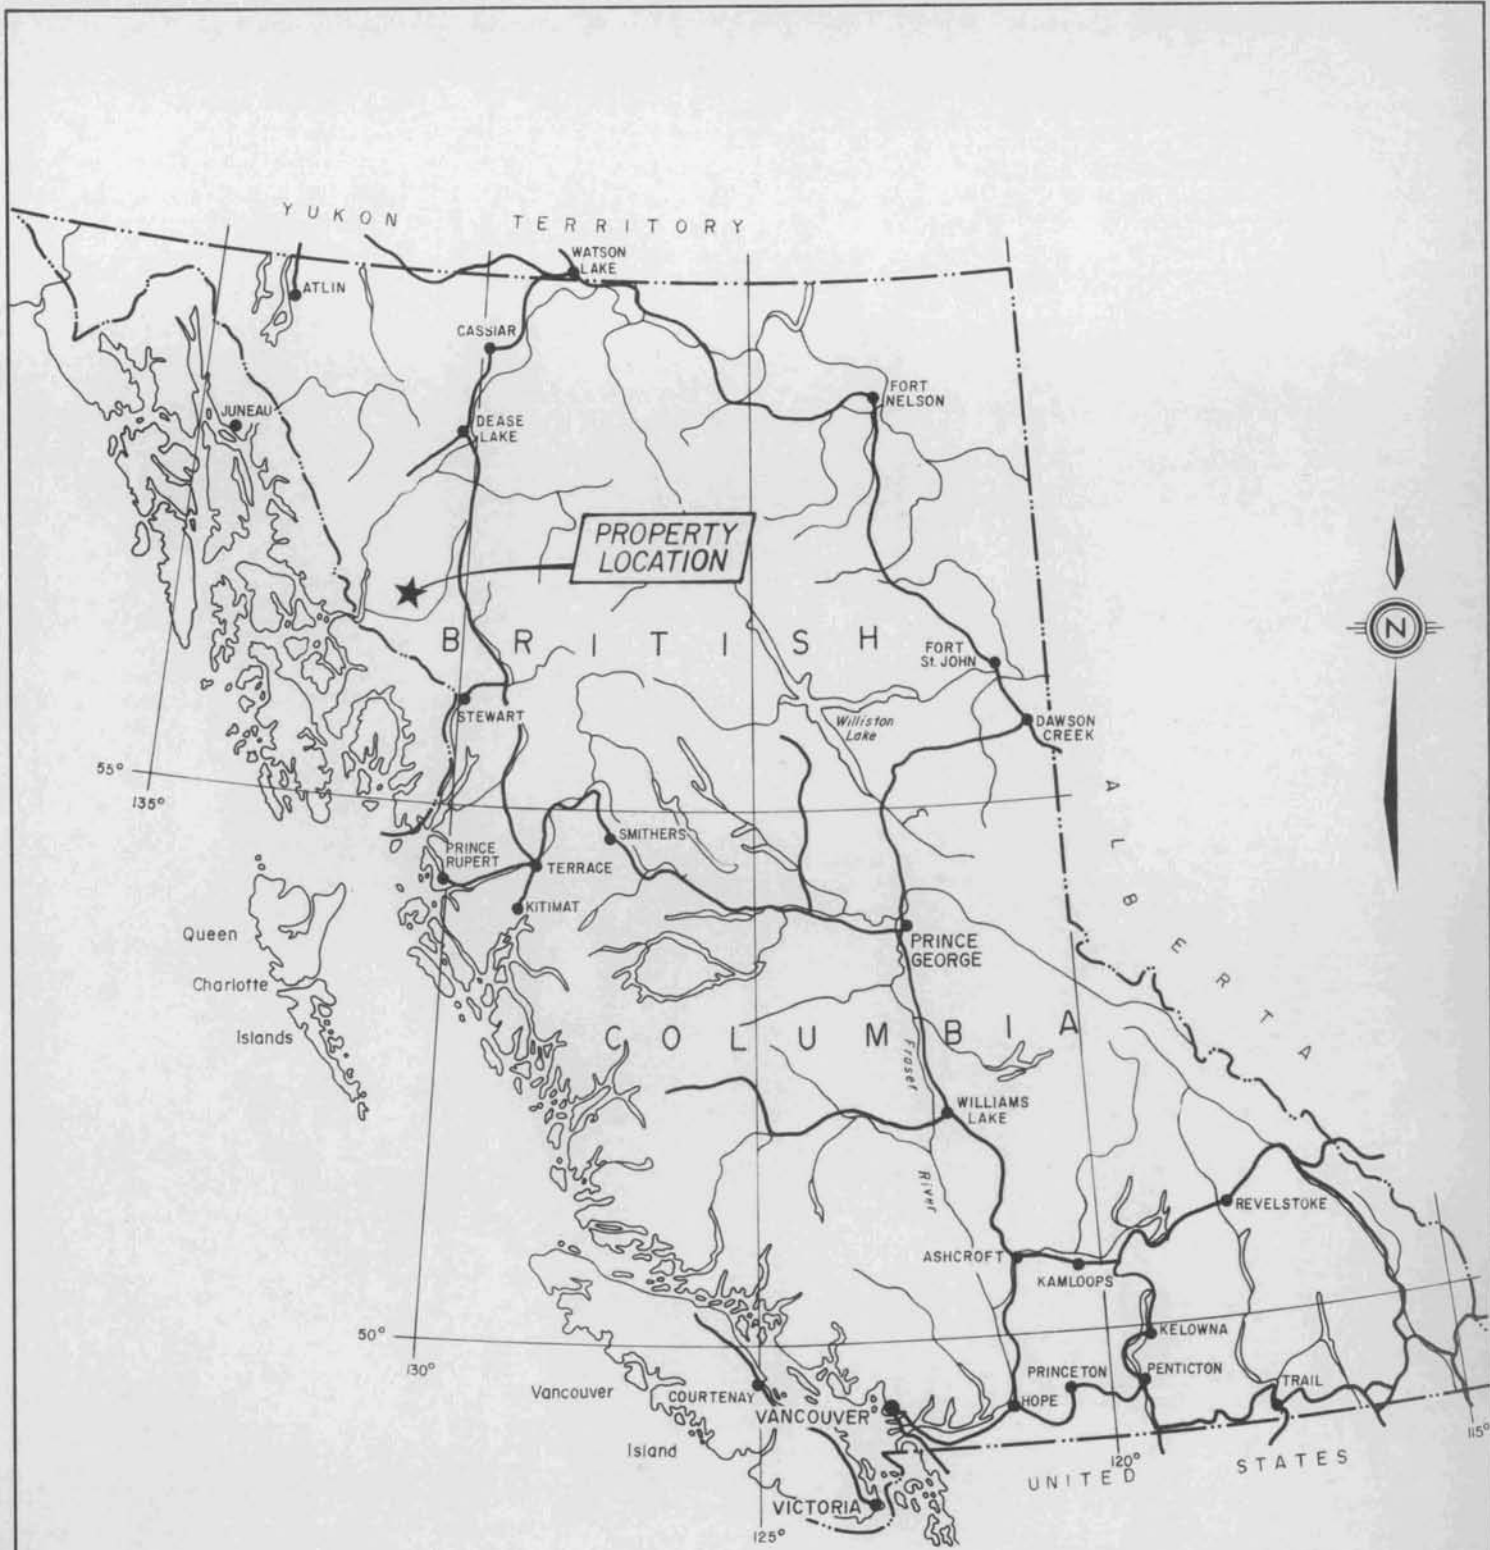 YUKON TERRITORY
WATSON
LAKE
ATLIN
CASSIAR
FORT
NELSON
JUNEAU
DEASE
LAKE
PROPERTY
LOCATION
N
BRITISH
FORT
St. JOHN
STEWART
Williston
Lake
DAWSON
CREEK
55°
135°
ALBERTA
SMITHERS
PRINCE
RUPERT
TERRACE
KITIMAT
Queen
Charlotte
Islands
PRINCE
GEORGE
COLUMBIA
Fraser
River
WILLIAMS
LAKE
REVELSTOKE
ASHCROFT
KAMLOOPS
50°
130°
KELOWNA
Vancouver
Island
COURTENAY
PRINCETON
PENTICTON
TRAIL
VANCOUVER
HOPE
VICTORIA
125°
120°
115°
UNITED STATES